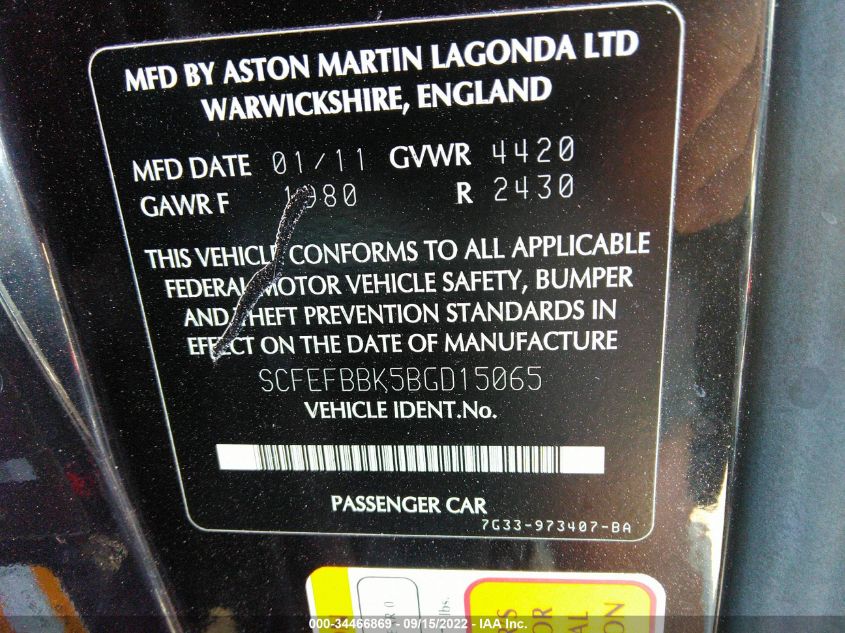 MFD BY ASTON MARTIN LAGONDA LTD
WARWICKSHIRE, ENGLAND
MFD DATE 01/11 GVWR 4420
GAWR F 1980 R 2430
THIS VEHICLE CONFORMS TO ALL APPLICABLE
FEDERAL MOTOR VEHICLE SAFETY, BUMPER
AND THEFT PREVENTION STANDARDS IN
EFFECT ON THE DATE OF MANUFACTURE
SCFEFBBK5BGD15065
VEHICLE IDENT.No.
PASSENGER CAR
7G33-973407-BA
lbs.
000-34466869 - 09/15/2022 - IAA Inc.